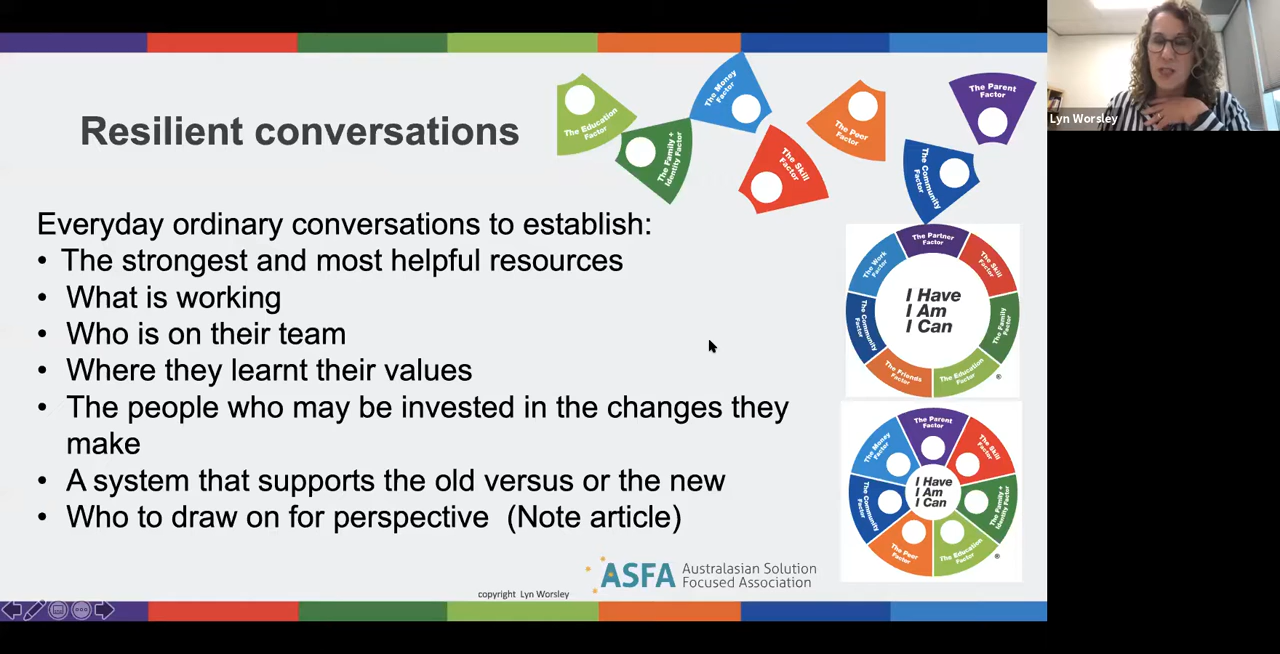 Resilient conversations
The Education
Factor
The Family +
Identity Factor
The Money
Factor
The Skill
Factor
The Peer
Factor
The Community
Factor
The Parent
Factor
Lyn Worsley
Everyday ordinary conversations to establish:
• The strongest and most helpful resources
• What is working
• Who is on their team
• Where they learnt their values
• The people who may be invested in the changes they
make
• A system that supports the old versus or the new
• Who to draw on for perspective (Note article)
The Partner
Factor
The Skill
Factor
The Family
Factor
The Education
Factor
The Friends
Factor
The Community
Factor
The Work
Factor
I Have
I Am
I Can
®
The Parent
Factor
The Skill
Factor
The Family +
Identity Factor
The Education
Factor
The Peer
Factor
The Community
Factor
The Money
Factor
I Have
I Am
I Can
®
ASFA
Australasian Solution
Focused Association
copyright Lyn Worsley